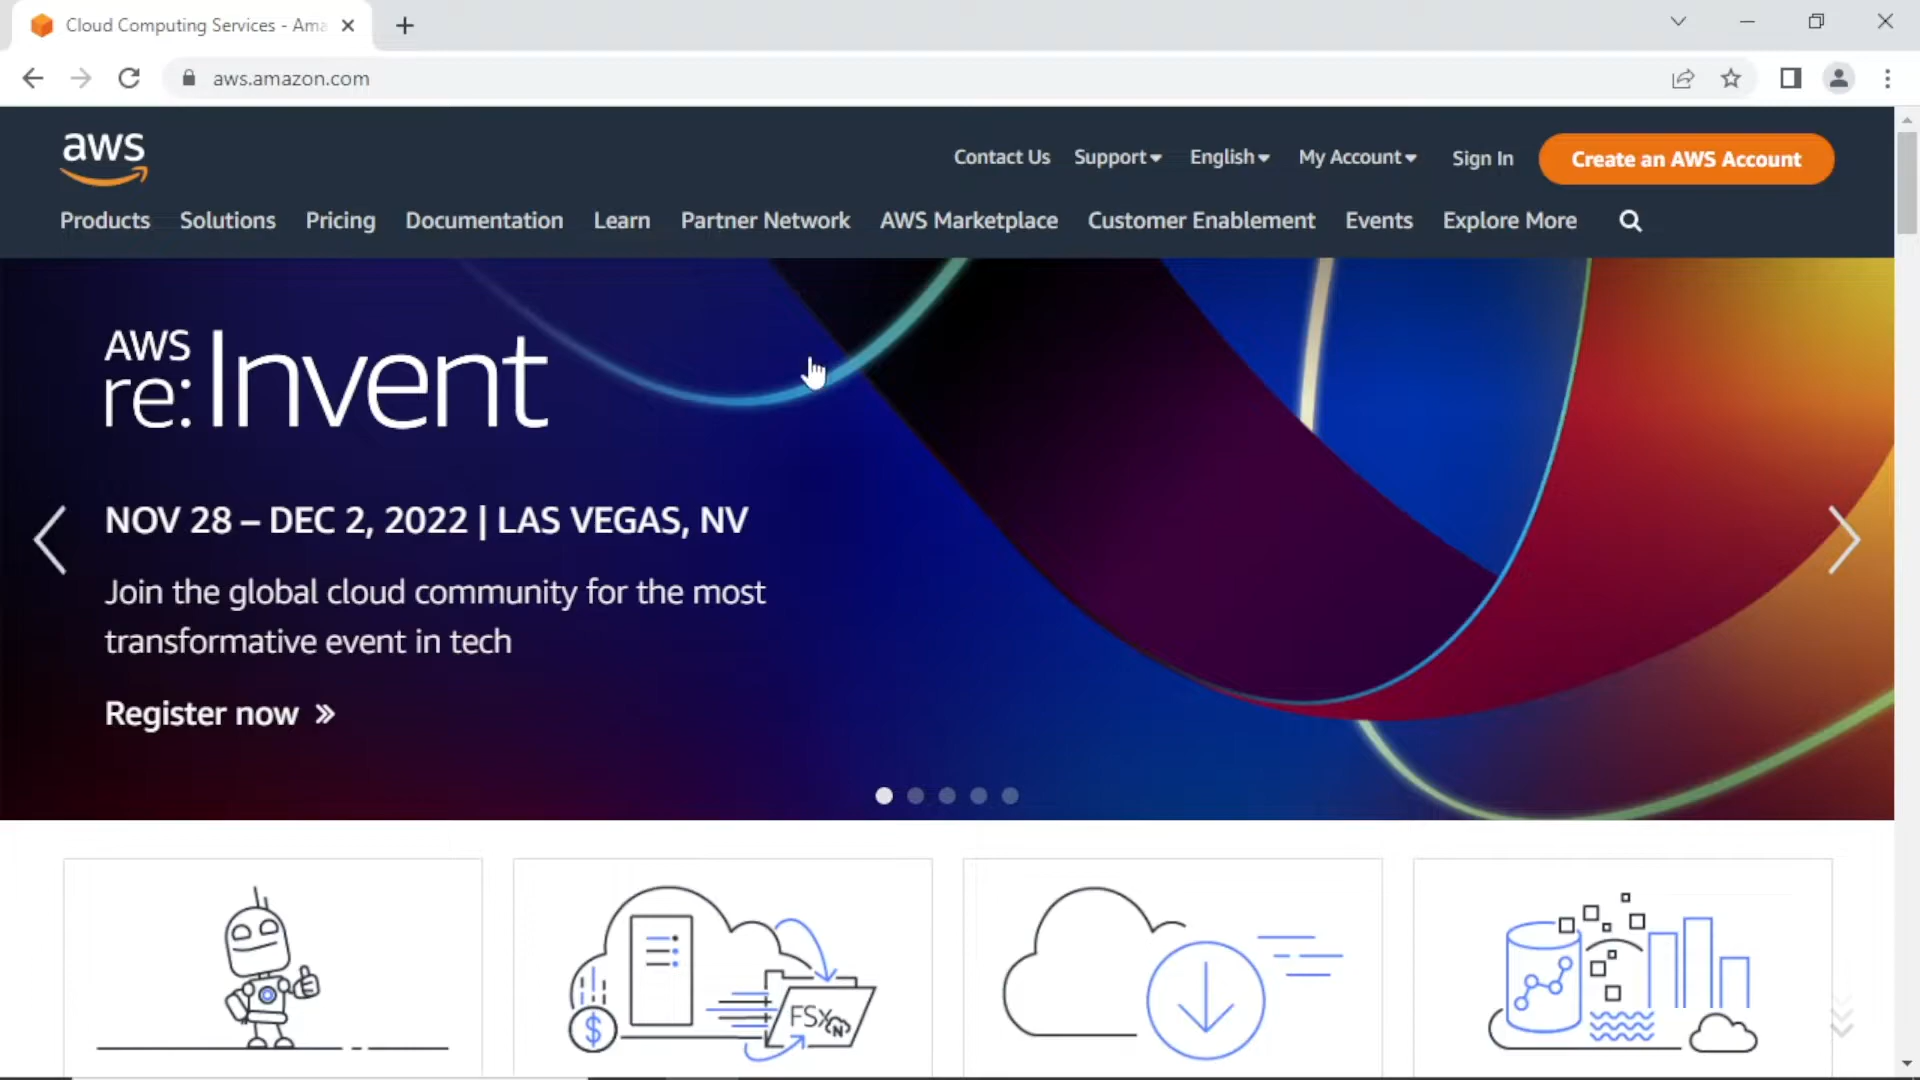 Cloud Computing Services - Ama
aws.amazon.com
aws
Contact Us Support English My Account Sign In Create an AWS Account
Products Solutions Pricing Documentation Learn Partner Network AWS Marketplace Customer Enablement Events Explore More
AWS
re:Invent
NOV 28 – DEC 2, 2022 | LAS VEGAS, NV
Join the global cloud community for the most
transformative event in tech
Register now »
$ FSx N